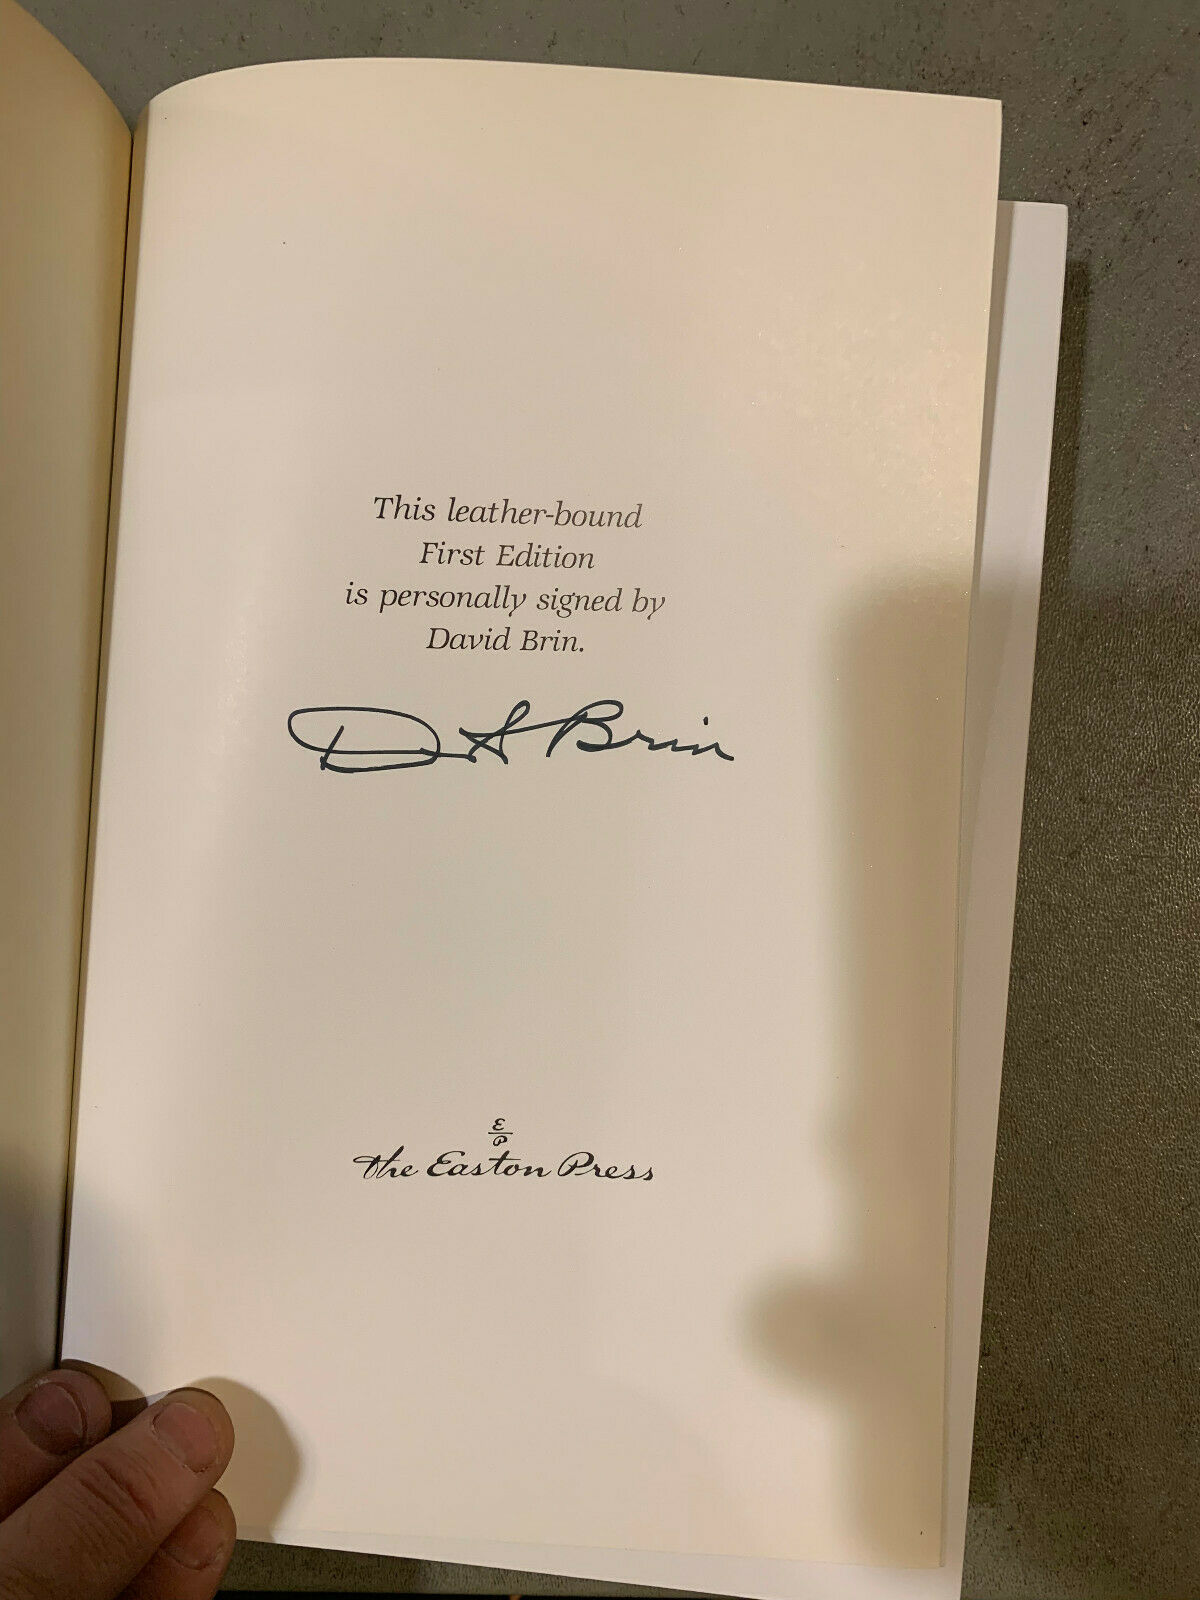 This leather-bound
First Edition
is personally signed by
David Brin.
D Brin
E
P
the Easton Press